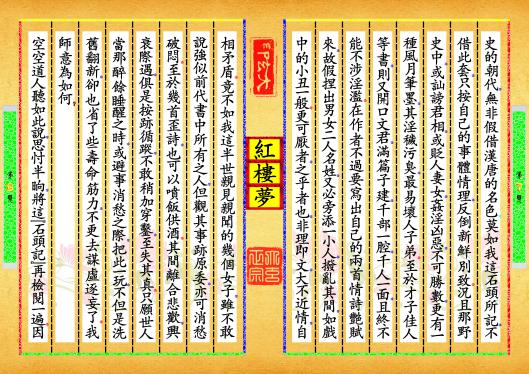 史的朝代無非假借漢唐的名色莫如我這石頭所記不
借此套只按自己的事體情理反倒新鮮別致況且那野
史中或訕謗君相或貶人妻女姦淫凶惡不可勝數更有一
種風月筆墨其淫穢污臭最易壞人子弟至於才子佳人
等書則又開口文君滿篇子建千部一腔千人一面且終不
能不涉淫濫在作者不過要寫出自己的兩首情詩艷賦
來故假捏出男女二人名姓又必旁添一小人撥亂其間如戲
中的小丑一般更可厭者之乎者也非理即文大不近情自
紅樓夢
相矛盾竟不如我這半世親見親聞的幾個女子雖不敢
說強似前代書中所有之人但觀其事跡原委亦可消愁
破悶至於幾首歪詩也可以噴飯供酒其間離合悲歡興
衰際遇俱是按跡循蹤不敢稍加穿鑿至失其真只願世人
當那醉餘睡醒之時或避事消愁之際把此一玩不但是洗
舊翻新卻也省了些壽命筋力不更去謀虛逐妄了我
師意為如何
空空道人聽如此說思忖半晌將這石頭記再檢閱一遍因